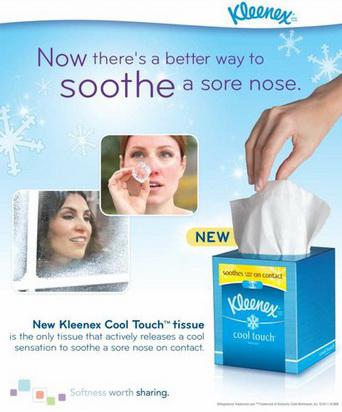 Kleenex
Now there's a better way to
soothe a sore nose.
NEW
soothes on contact
Kleenex
cool touch
New Kleenex Cool Touch™ tissue
is the only tissue that actively releases a cool
sensation to soothe a sore nose on contact.
Softness worth sharing.